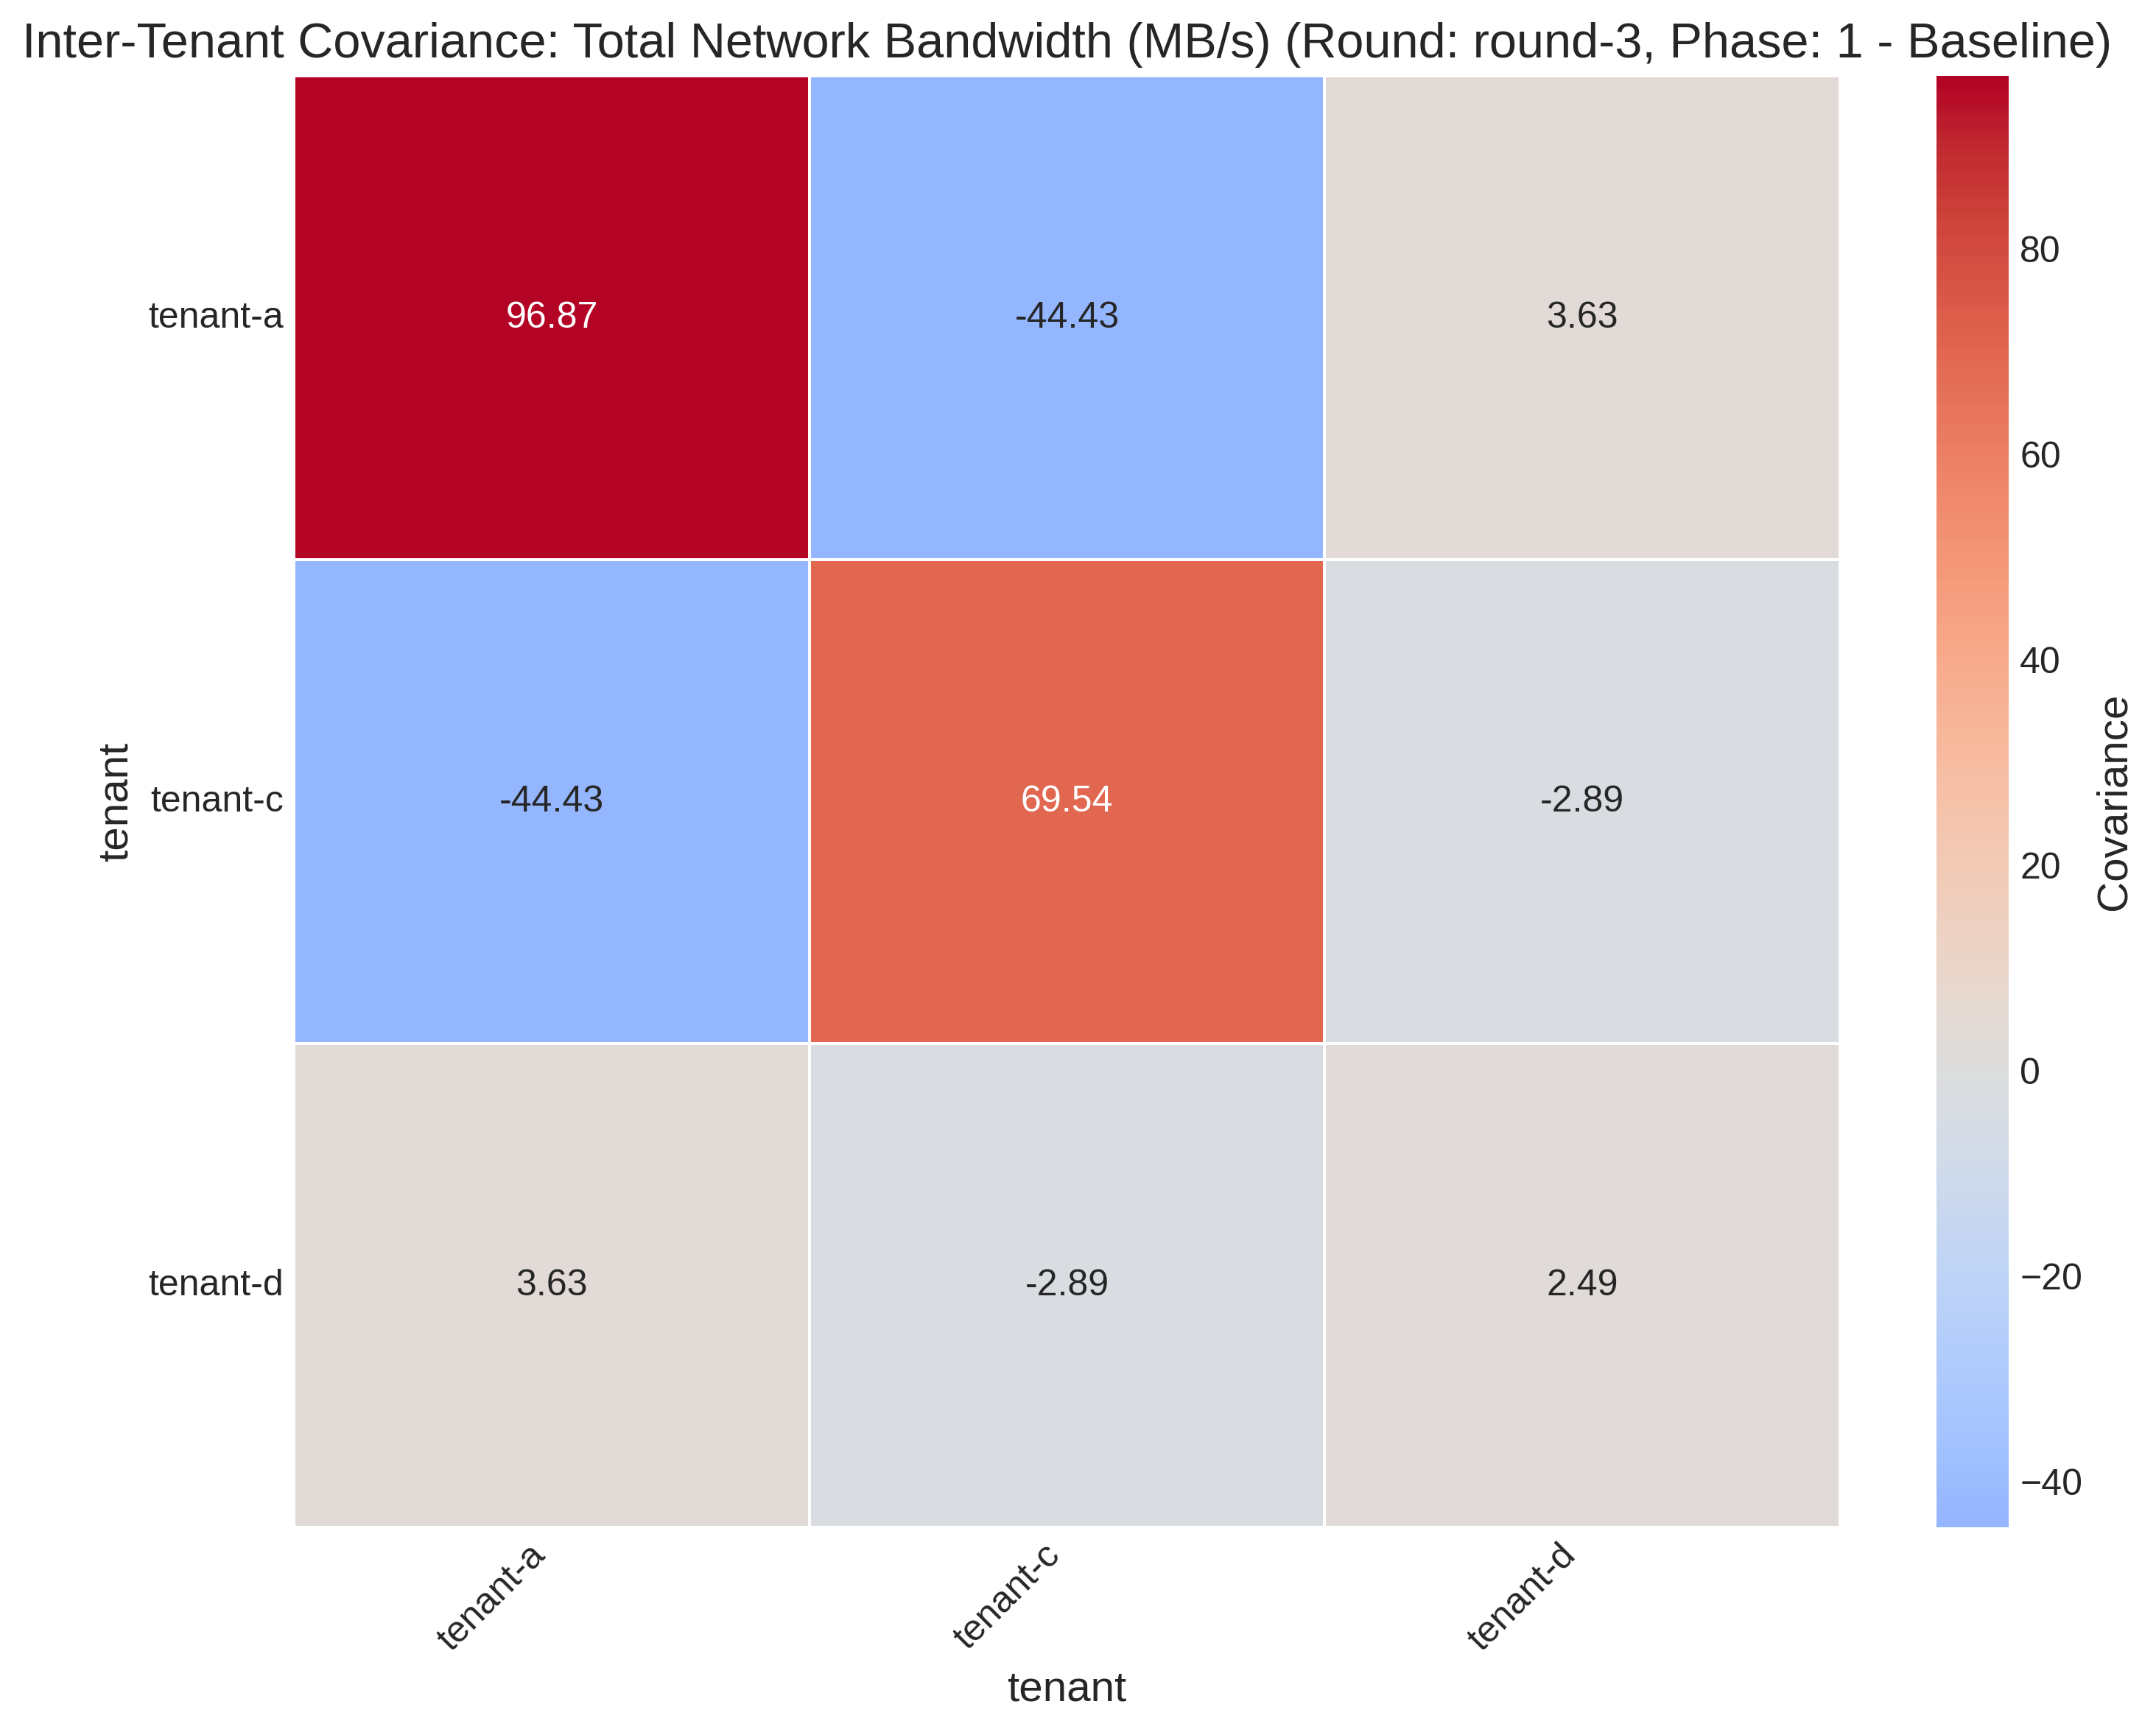 Inter-Tenant Covariance: Total Network Bandwidth (MB/s) (Round: round-3, Phase: 1 - Baseline)
tenant
tenant-a
96.87
-44.43
3.63
tenant-c
-44.43
69.54
-2.89
tenant-d
3.63
-2.89
2.49
tenant-a
tenant-c
tenant-d
tenant
80
60
40
20
0
−20
−40
Covariance